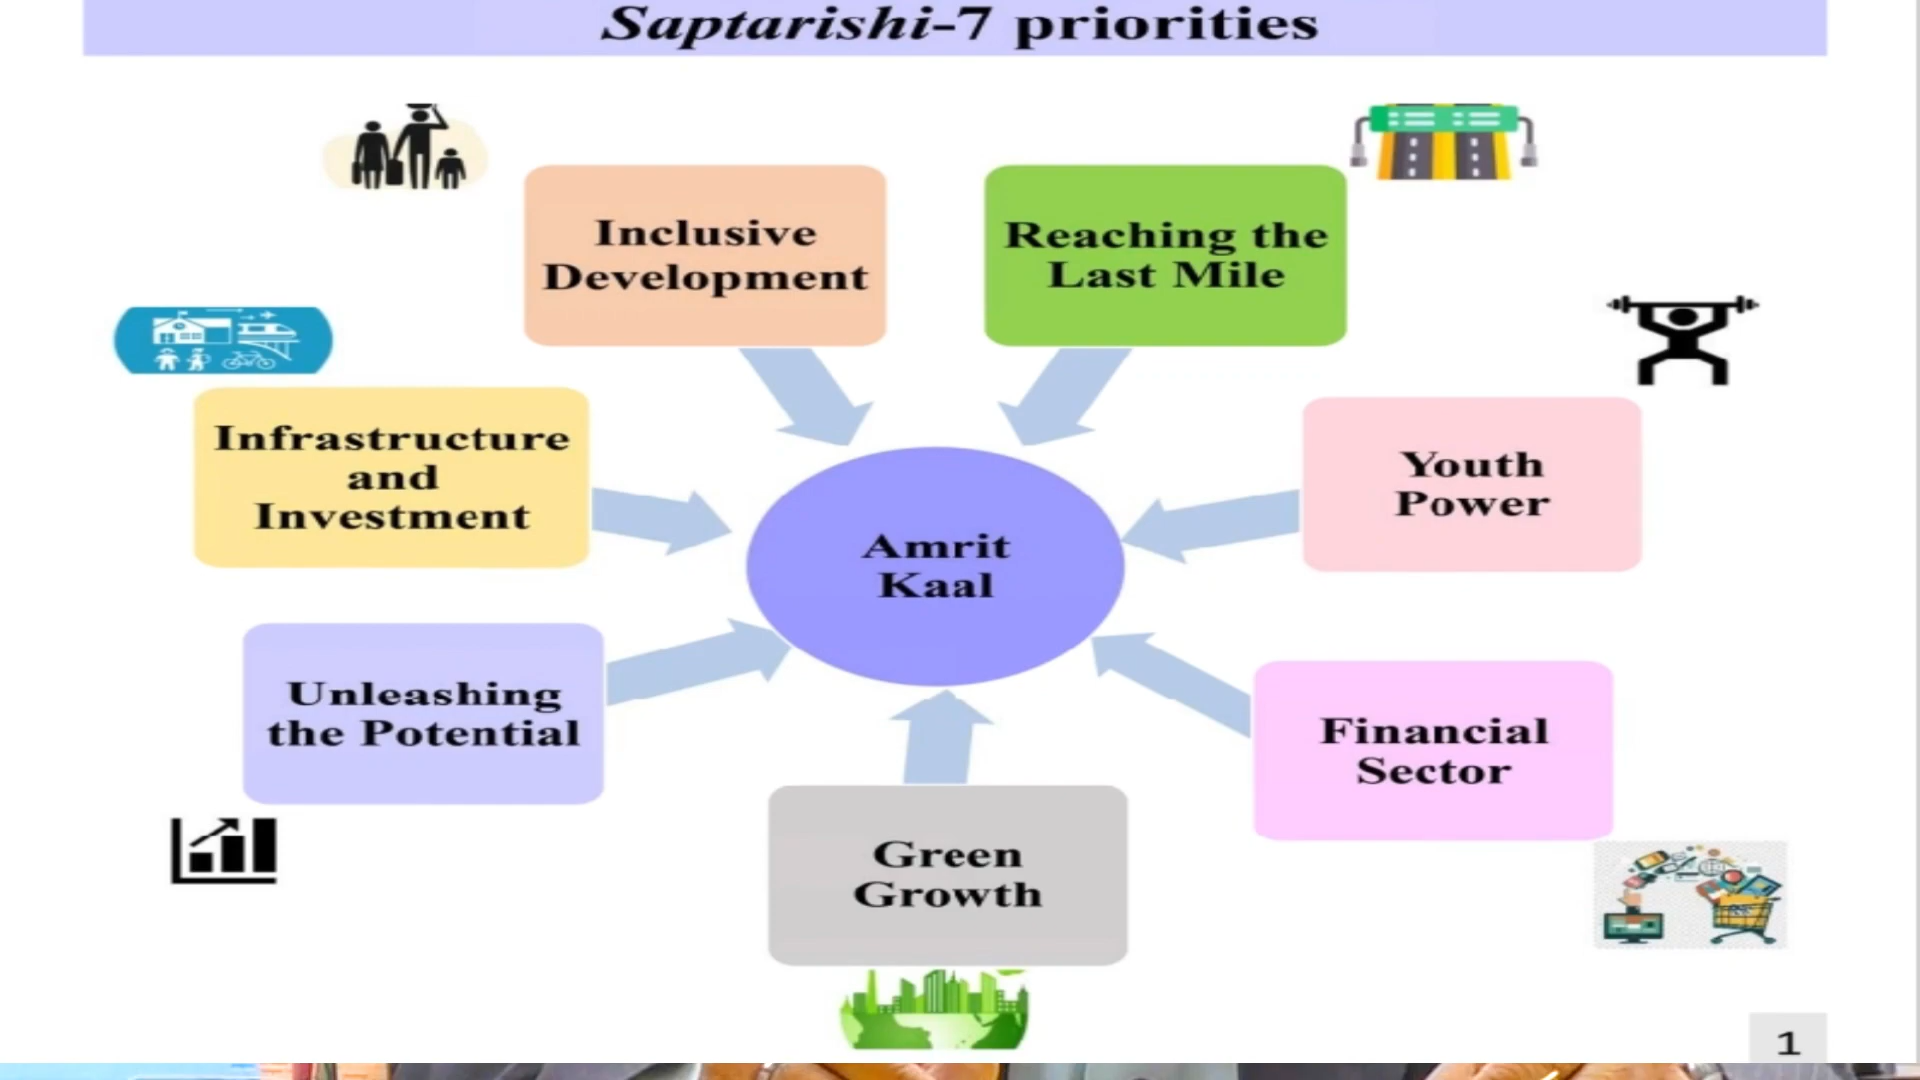 Saptarishi-7 priorities
Inclusive
Development
Reaching the
Last Mile
Infrastructure
and
Investment
Youth
Power
Amrit
Kaal
Unleashing
the Potential
Financial
Sector
Green
Growth
1